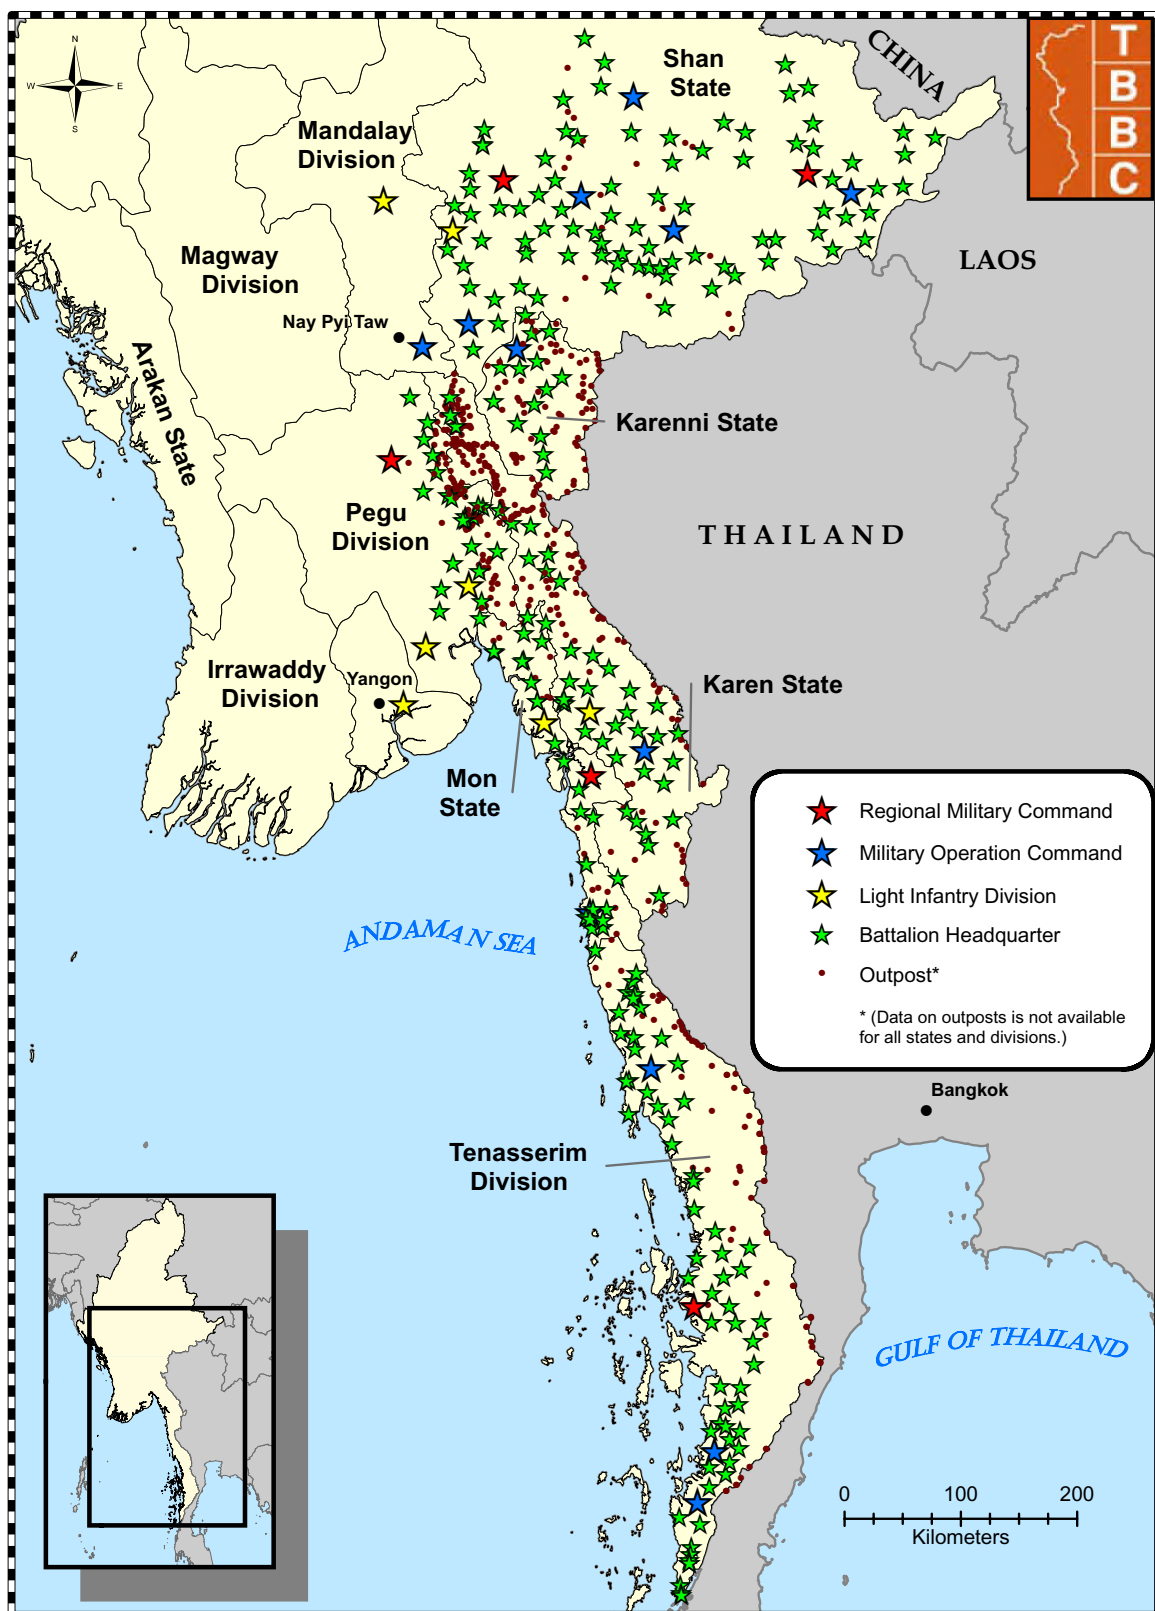 N
W
E
S
CHINA
T
B
B
C
Shan
State
Mandalay
Division
Magway
Division
LAOS
Nay Pyi Taw
Arakan State
Karenni State
Pegu
Division
THAILAND
Irrawaddy
Division
Yangon
Karen State
Mon
State
Regional Military Command
Military Operation Command
Light Infantry Division
Battalion Headquarter
Outpost*
* (Data on outposts is not available
for all states and divisions.)
ANDAMAN SEA
Bangkok
Tenasserim
Division
GULF OF THAILAND
0 100 200
Kilometers